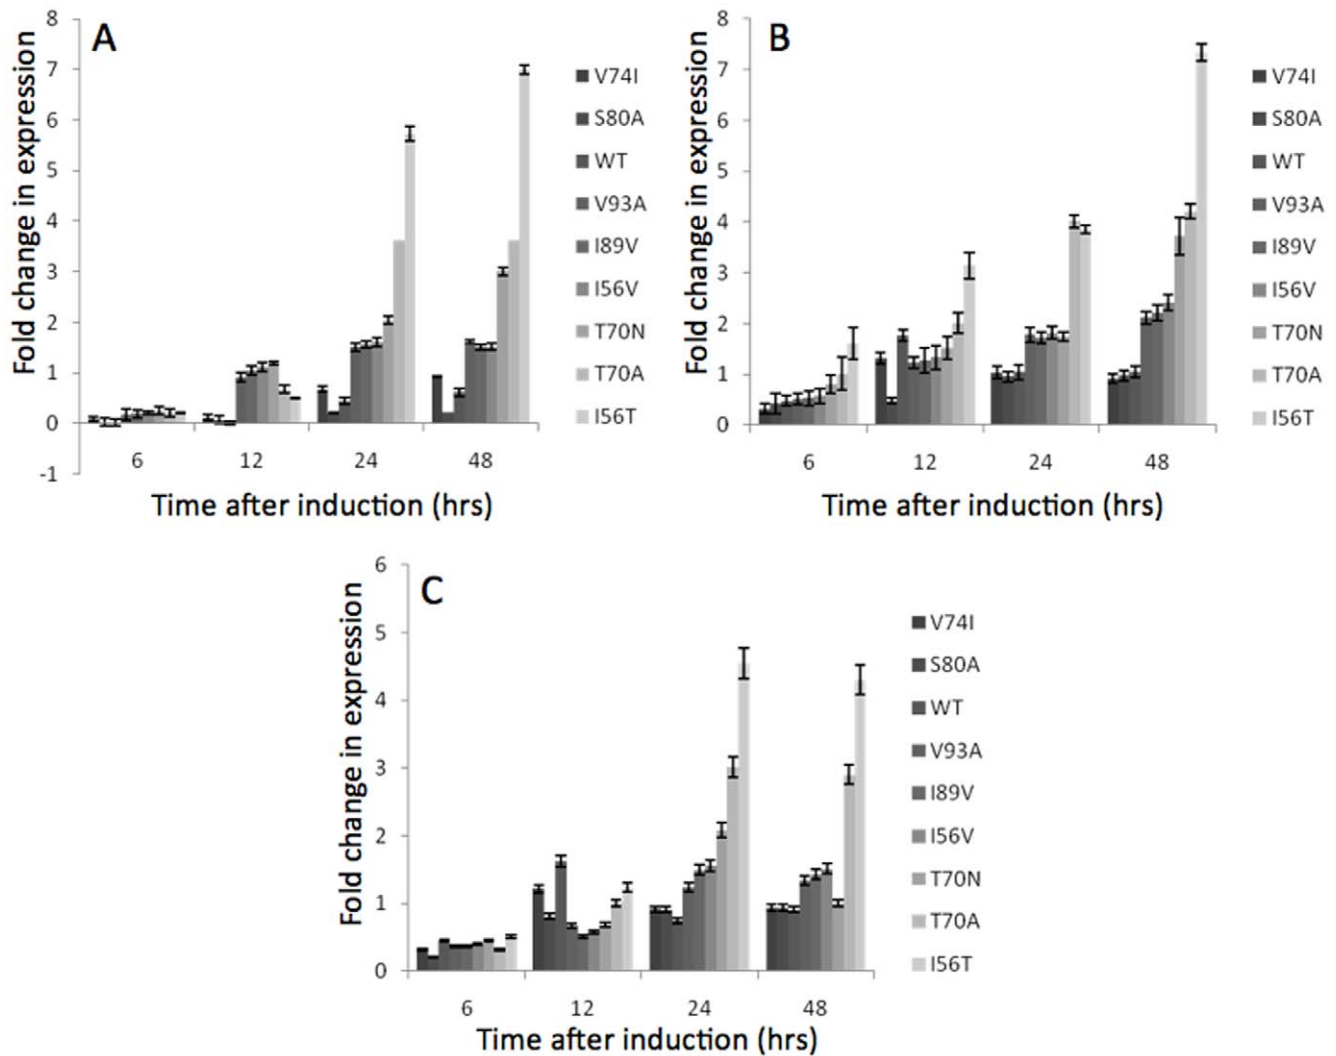 A
Fold change in expression
8
7
6
5
4
3
2
1
0
-1
6 12 24 48
Time after induction (hrs)
V74I
S80A
WT
V93A
I89V
I56V
T70N
T70A
I56T
B
Fold change in expression
8
7
6
5
4
3
2
1
0
6 12 24 48
Time after induction (hrs)
V74I
S80A
WT
V93A
I89V
I56V
T70N
T70A
I56T
C
Fold change in expression
6
5
4
3
2
1
0
6 12 24 48
Time after induction (hrs)
V74I
S80A
WT
V93A
I89V
I56V
T70N
T70A
I56T